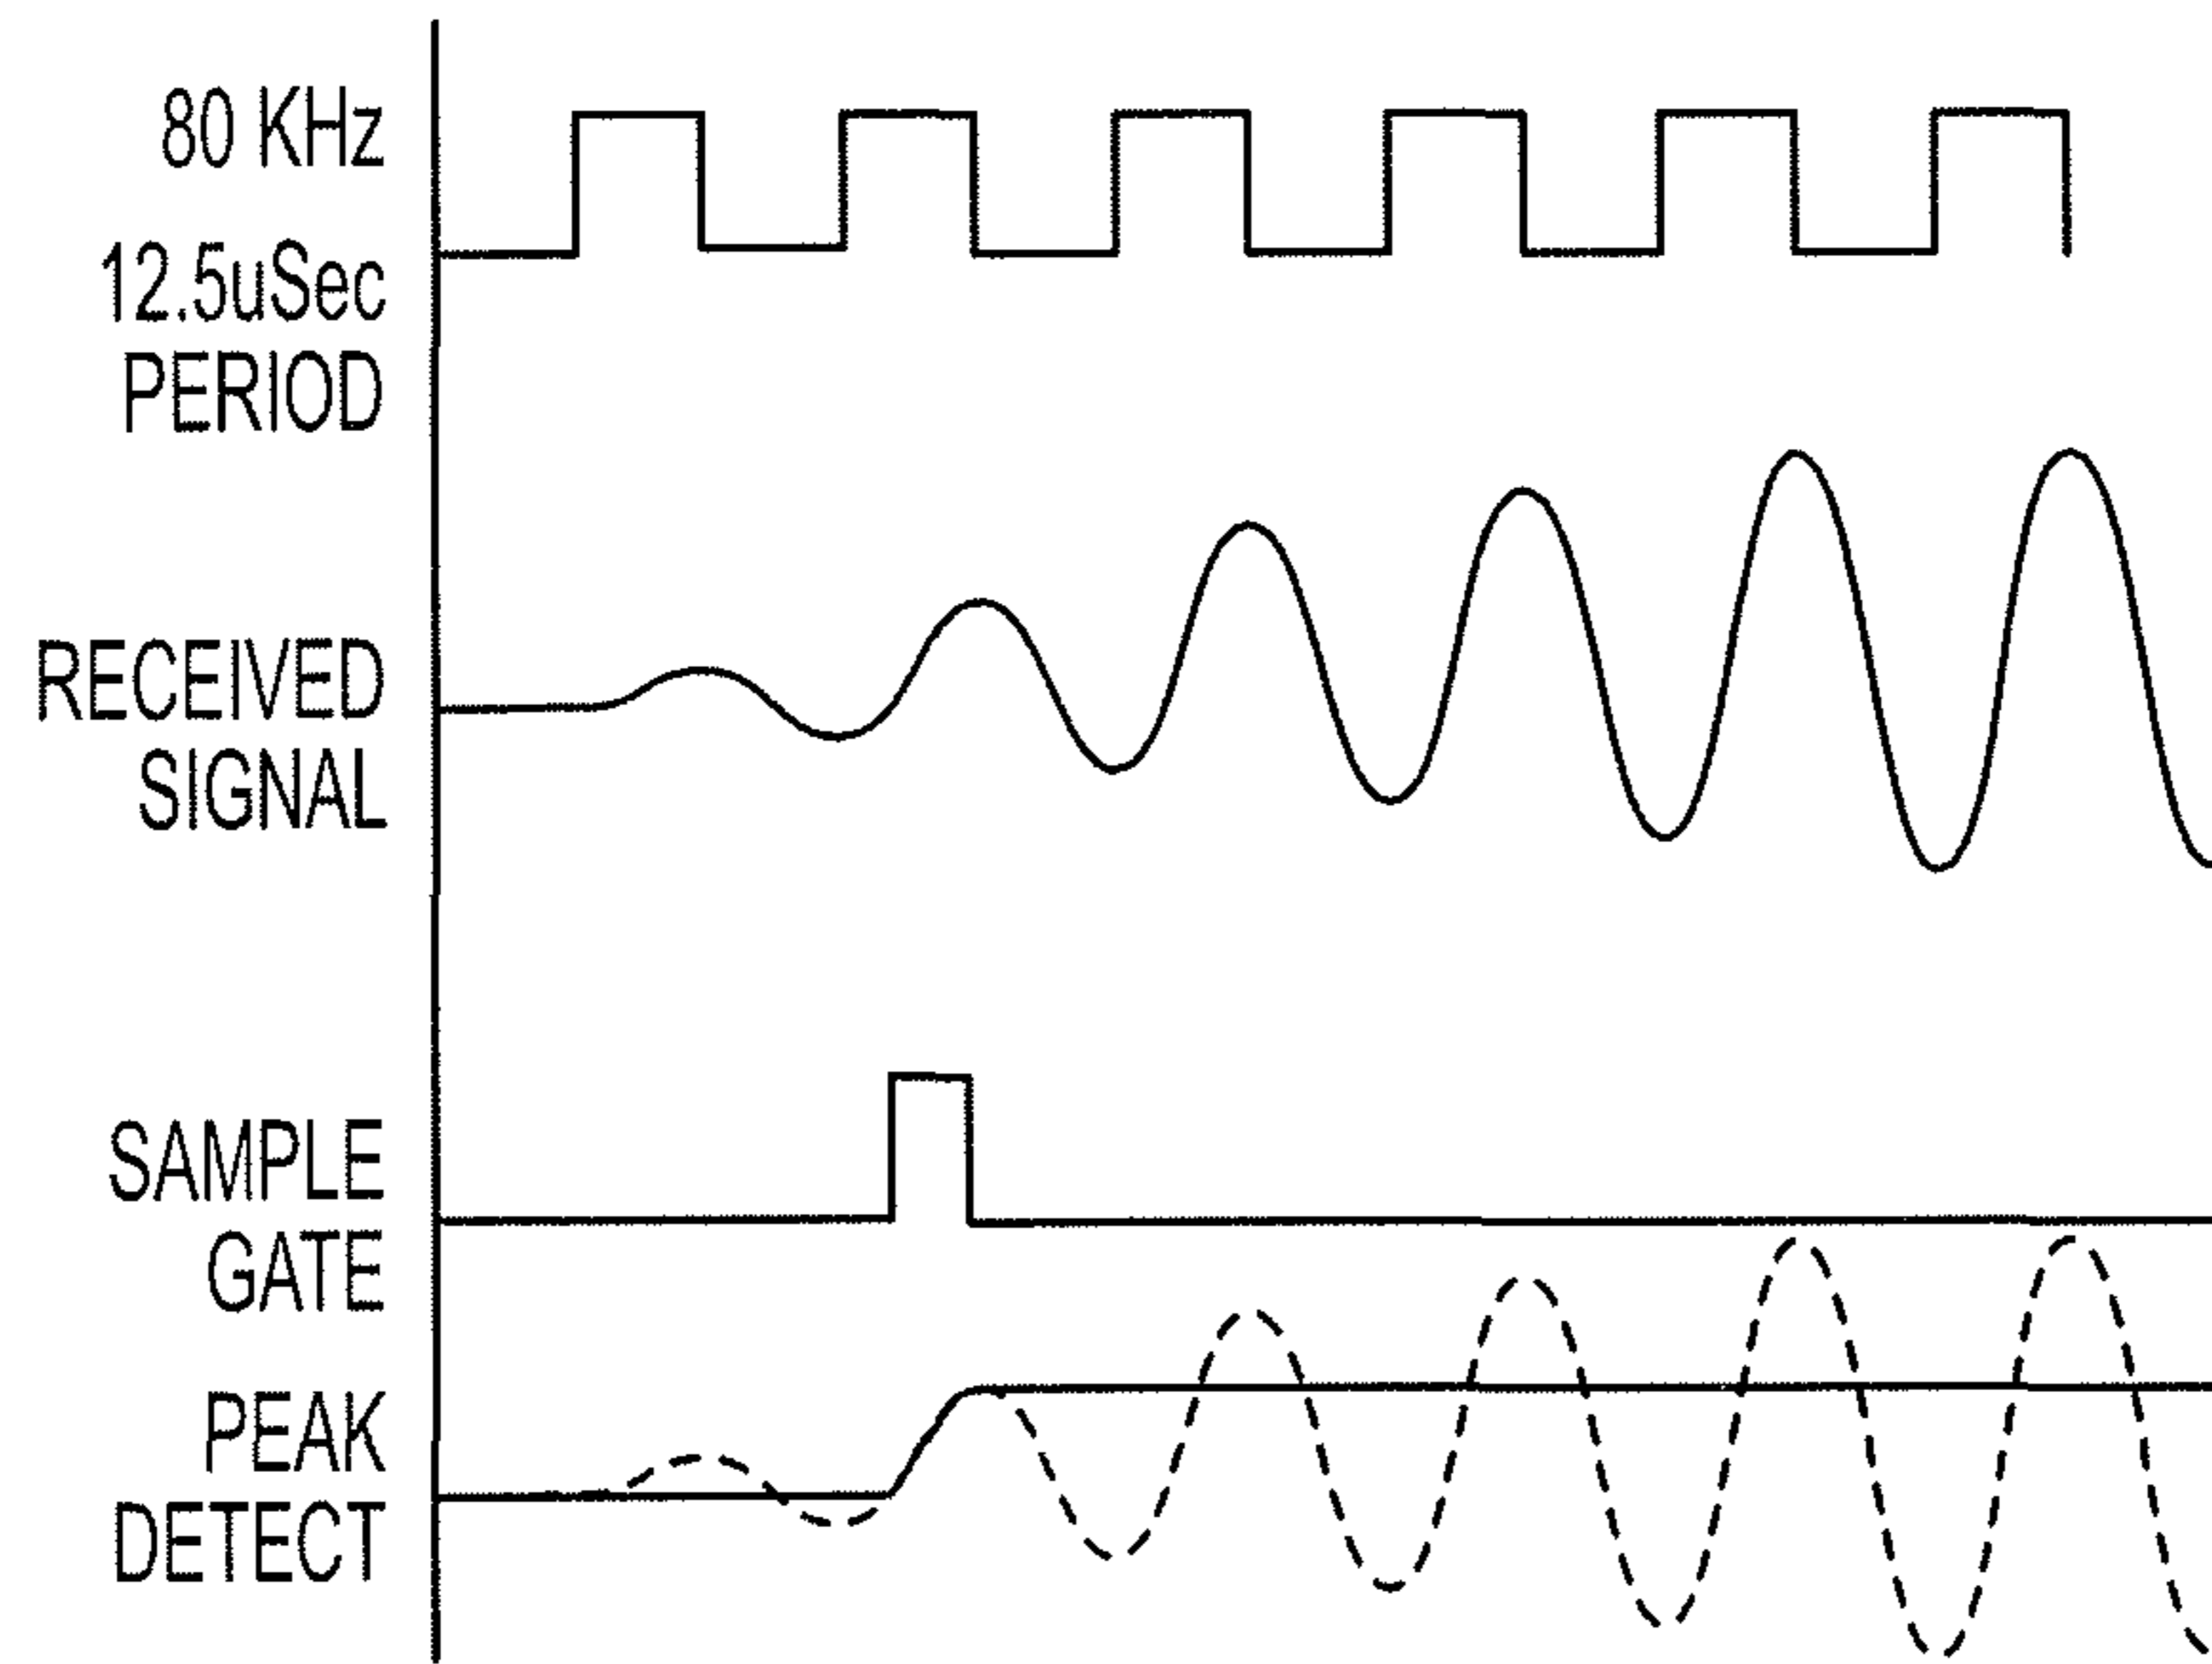 80 KHz
12.5uSec
PERIOD
RECEIVED
SIGNAL
SAMPLE
GATE
PEAK
DETECT